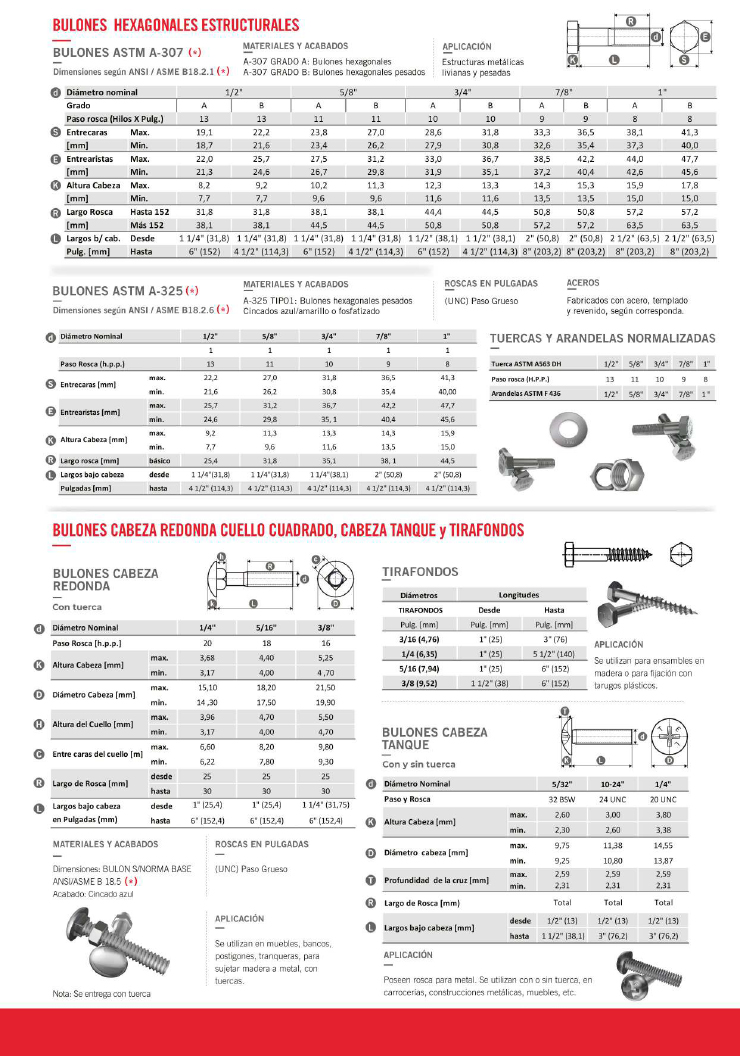 BULONES HEXAGONALES ESTRUCTURALES
BULONES ASTM A-307 (*)
Dimensiones según ANSI / ASME B18.2.1 (*)
MATERIALES Y ACABADOS
A-307 GRADO A: Bulones hexagonales
A-307 GRADO B: Bulones hexagonales pesados
APLICACIÓN
Estructuras metálicas
livianas y pesadas
R
d
E
K
L
S
d Diámetro nominal 1/2" 5/8" 3/4" 7/8" 1"
Grado A B A B A B A B A B
Paso rosca (Hilos X Pulg.) 13 13 11 11 10 10 9 9 8 8
S Entrecaras Max. 19,1 22,2 23,8 27,0 28,6 31,8 33,3 36,5 38,1 41,3
[mm] Min. 18,7 21,6 23,4 26,2 27,9 30,8 32,6 35,4 37,3 40,0
E Entrearistas Max. 22,0 25,7 27,5 31,2 33,0 36,7 38,5 42,2 44,0 47,7
[mm] Min. 21,3 24,6 26,7 29,8 31,9 35,1 37,2 40,4 42,6 45,6
K Altura Cabeza Max. 8,2 9,2 10,2 11,3 12,3 13,3 14,3 15,3 15,9 17,8
[mm] Min. 7,7 7,7 9,6 9,6 11,6 11,6 13,5 13,5 15,0 15,0
R Largo Rosca Hasta 152 31,8 31,8 38,1 38,1 44,4 44,5 50,8 50,8 57,2 57,2
[mm] Más 152 38,1 38,1 44,5 44,5 50,8 50,8 57,2 57,2 63,5 63,5
L Largos b/ cab. Desde 1 1/4" (31,8) 1 1/4" (31,8) 1 1/4" (31,8) 1 1/4" (31,8) 1 1/2" (38,1) 1 1/2" (38,1) 2" (50,8) 2" (50,8) 2 1/2" (63,5) 2 1/2" (63,5)
Pulg. [mm] Hasta 6" (152) 4 1/2" (114,3) 6" (152) 4 1/2" (114,3) 6" (152) 4 1/2" (114,3) 8" (203,2) 8" (203,2) 8" (203,2) 8" (203,2)
BULONES ASTM A-325 (*)
Dimensiones según ANSI / ASME B18.2.6 (*)
MATERIALES Y ACABADOS
A-325 TIPO1: Bulones hexagonales pesados
Cincados azul/amarillo o fosfatizado
ROSCAS EN PULGADAS
(UNC) Paso Grueso
ACEROS
Fabricados con acero, templado
y revenido, según corresponda.
d Diámetro Nominal 1/2" 5/8" 3/4" 7/8" 1"
1 1 1 1 1
Paso Rosca (h.p.p.) 13 11 10 9 8
S Entrecaras [mm] max. 22,2 27,0 31,8 36,5 41,3
min. 21,6 26,2 30,8 35,4 40,00
E Entrearistas [mm] max. 25,7 31,2 36,7 42,2 47,7
min. 24,6 29,8 35, 1 40,4 45,6
K Altura Cabeza [mm] max. 9,2 11,3 13,3 14,3 15,9
min. 7,7 9,6 11,6 13,5 15,0
R Largo rosca [mm] básico 25,4 31,8 35,1 38, 1 44,5
L Largos bajo cabeza desde 1 1/4"(31,8) 1 1/4"(31,8) 1 1/4"(38,1) 2" (50,8) 2" (50,8)
Pulgadas [mm] hasta 4 1/2" (114,3) 4 1/2" (114,3) 4 1/2" (114,3) 4 1/2" (114,3) 4 1/2" (114,3)
TUERCAS Y ARANDELAS NORMALIZADAS
Tuerca ASTM A563 DH 1/2" 5/8" 3/4" 7/8" 1"
Paso rosca (H.P.P.) 13 11 10 9 8
Arandelas ASTM F 436 1/2" 5/8" 3/4" 7/8" 1"
BULONES CABEZA REDONDA CUELLO CUADRADO, CABEZA TANQUE y TIRAFONDOS
BULONES CABEZA
REDONDA
Con tuerca
R
d
L
D
d Diámetro Nominal 1/4" 5/16" 3/8"
Paso Rosca [h.p.p.] 20 18 16
K Altura Cabeza [mm] max. 3,68 4,40 5,25
min. 3,17 4,00 4 ,70
D Diámetro Cabeza [mm] max. 15,10 18,20 21,50
min. 14 ,30 17,50 19,90
H Altura del Cuello [mm] max. 3,96 4,70 5,50
min. 3,17 4,00 4,70
C Entre caras del cuello [m] max. 6,60 8,20 9,80
min. 6,22 7,80 9,30
R Largo de Rosca [mm] desde 25 25 25
hasta 30 30 30
L Largos bajo cabeza desde 1" (25,4) 1" (25,4) 1 1/4" (31,75)
en Pulgadas (mm) hasta 6" (152,4) 6" (152,4) 6" (152,4)
MATERIALES Y ACABADOS
Dimensiones: BULON S/NORMA BASE
ANSI/ASME B 18.5 (*)
Acabado: Cincado azul
Nota: Se entrega con tuerca
ROSCAS EN PULGADAS
(UNC) Paso Grueso
APLICACIÓN
Se utilizan en muebles, bancos,
postigones, tranqueras, para
sujetar madera a metal, con
tuercas.
TIRAFONDOS
Diámetros Longitudes
TIRAFONDOS Desde Hasta
Pulg. [mm] Pulg. [mm] Pulg. [mm]
3/16 (4,76) 1" (25) 3" (76)
1/4 (6,35) 1" (25) 5 1/2" (140)
5/16 (7,94) 1" (25) 6" (152)
3/8 (9,52) 1 1/2" (38) 6" (152)
APLICACIÓN
Se utilizan para ensambles en
madera o para fijación con
tarugos plásticos.
BULONES CABEZA
TANQUE
Con y sin tuerca
T
d
K
L
D
d Diámetro Nominal 5/32" 10-24" 1/4"
Paso y Rosca 32 BSW 24 UNC 20 UNC
K Altura Cabeza [mm] max. 2,60 3,00 3,80
min. 2,30 2,60 3,38
D Diámetro cabeza [mm] max. 9,75 11,38 14,55
min. 9,25 10,80 13,87
T Profundidad de la cruz [mm] max. 2,59 2,59 2,59
min. 2,31 2,31 2,31
R Largo de Rosca (mm) Total Total Total
L Largos bajo cabeza [mm] desde 1/2" (13) 1/2" (13) 1/2" (13)
hasta 1 1/2" (38,1) 3" (76,2) 3" (76,2)
APLICACIÓN
Poseen rosca para metal. Se utilizan con o sin tuerca, en
carrocerías, construcciones metálicas, muebles, etc.